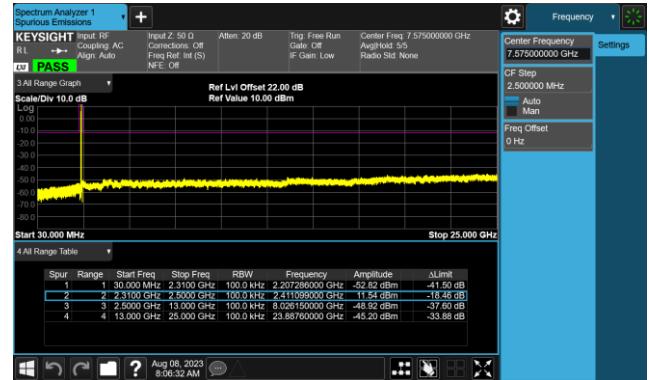 Spectrum Analyzer 1
Spurious Emissions
Frequency
KEYSIGHT
Input: RF
Input Z: 50 Ω
Atten: 20 dB
Trig: Free Run
Center Freq: 7.575000000 GHz
RL
Coupling: AC
Corrections: Off
Gate: Off
Avg|Hold: 5/5
Align: Auto
Freq Ref: Int (S)
IF Gain: Low
Radio Std: None
LXI
PASS
NFE: Off
Center Frequency
7.575000000 GHz
Settings
CF Step
2.500000 MHz
Auto
Man
Freq Offset
0 Hz
3 All Range Graph
Ref Lvl Offset 22.00 dB
Scale/Div 10.0 dB
Ref Value 10.00 dBm
Log
0.00
-10.0
-20.0
-30.0
-40.0
-50.0
-60.0
-70.0
-80.0
Start 30.000 MHz
Stop 25.000 GHz
4 All Range Table
Spur Range Start Freq Stop Freq RBW Frequency Amplitude ΔLimit
1 1 30.000 MHz 2.3100 GHz 100.0 kHz 2.207286000 GHz -52.82 dBm -41.50 dB
2 2 2.3100 GHz 2.5000 GHz 100.0 kHz 2.411099000 GHz 11.54 dBm -18.46 dB
3 3 2.5000 GHz 13.000 GHz 100.0 kHz 8.026150000 GHz -48.92 dBm -37.60 dB
4 4 13.000 GHz 25.000 GHz 100.0 kHz 23.88760000 GHz -45.20 dBm -33.88 dB
?
Aug 08, 2023
8:06:32 AM